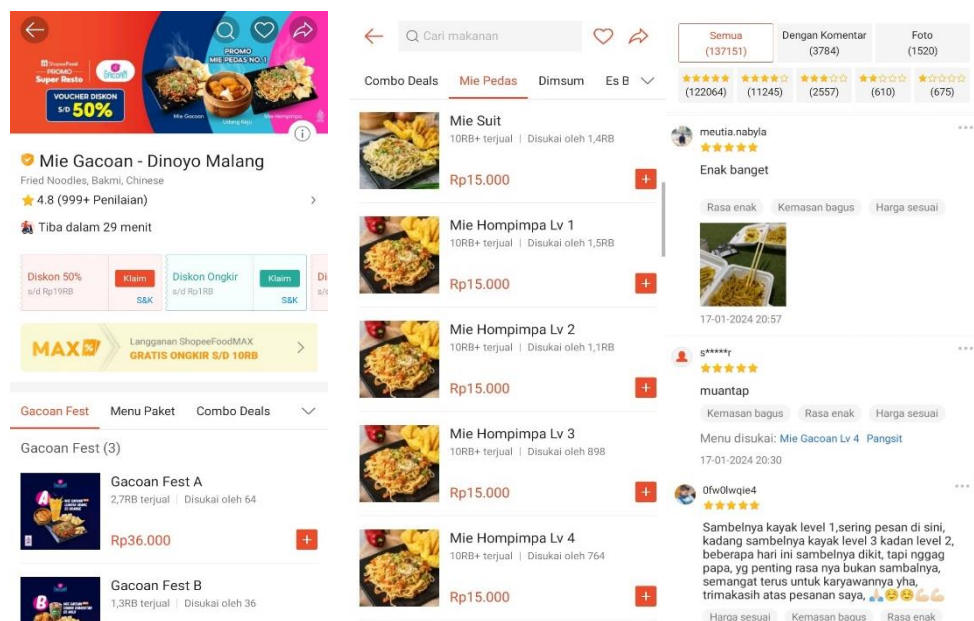 ShopeeFood
PROMO
Super Resto
GACOAN
VOUCHER DISKON
S/D 50%
PROMO
MIE PEDAS NO. 1
Mie Gacoan
Udang Keju
Mie Hompimpa
Mie Gacoan - Dinoyo Malang
Fried Noodles, Bakmi, Chinese
4.8 (999+ Penilaian)
Tiba dalam 29 menit
Diskon 50%
s/d Rp19RB
Klaim
S&K
Diskon Ongkir
s/d Rp1RB
Klaim
S&K
Di
MAX
Langganan ShopeeFoodMAX
GRATIS ONGKIR S/D 10RB
Gacoan Fest Menu Paket Combo Deals
Gacoan Fest (3)
A
Gacoan Fest A
2,7RB terjual | Disukai oleh 64
Rp36.000
B
Gacoan Fest B
1,3RB terjual | Disukai oleh 36
Cari makanan
Combo Deals Mie Pedas Dimsum Es B
Mie Suit
10RB+ terjual | Disukai oleh 1,4RB
Rp15.000
Mie Hompimpa Lv 1
10RB+ terjual | Disukai oleh 1,5RB
Rp15.000
Mie Hompimpa Lv 2
10RB+ terjual | Disukai oleh 1,1RB
Rp15.000
Mie Hompimpa Lv 3
10RB+ terjual | Disukai oleh 898
Rp15.000
Mie Hompimpa Lv 4
10RB+ terjual | Disukai oleh 764
Rp15.000
Semua
(137151)
Dengan Komentar
(3784)
Foto
(1520)
(122064) (11245) (2557) (610) (675)
meutia.nabyla
Enak banget
Rasa enak Kemasan bagus Harga sesuai
17-01-2024 20:57
s*****r
muantap
Kemasan bagus Rasa enak Harga sesuai
Menu disukai: Mie Gacoan Lv 4 Pangsit
17-01-2024 20:30
0fw0lwqie4
Sambelnya kayak level 1,sering pesan di sini,
kadang sambelnya kayak level 3 kadan level 2,
beberapa hari ini sambelnya dikit, tapi nggag
papa, yg penting rasa nya bukan sambalnya,
semangat terus untuk karyawannya yha,
trimakasih atas pesanan saya, 🙏🏻☺️☺️💪🏻💪🏻
Harga sesuai Kemasan bagus Rasa enak